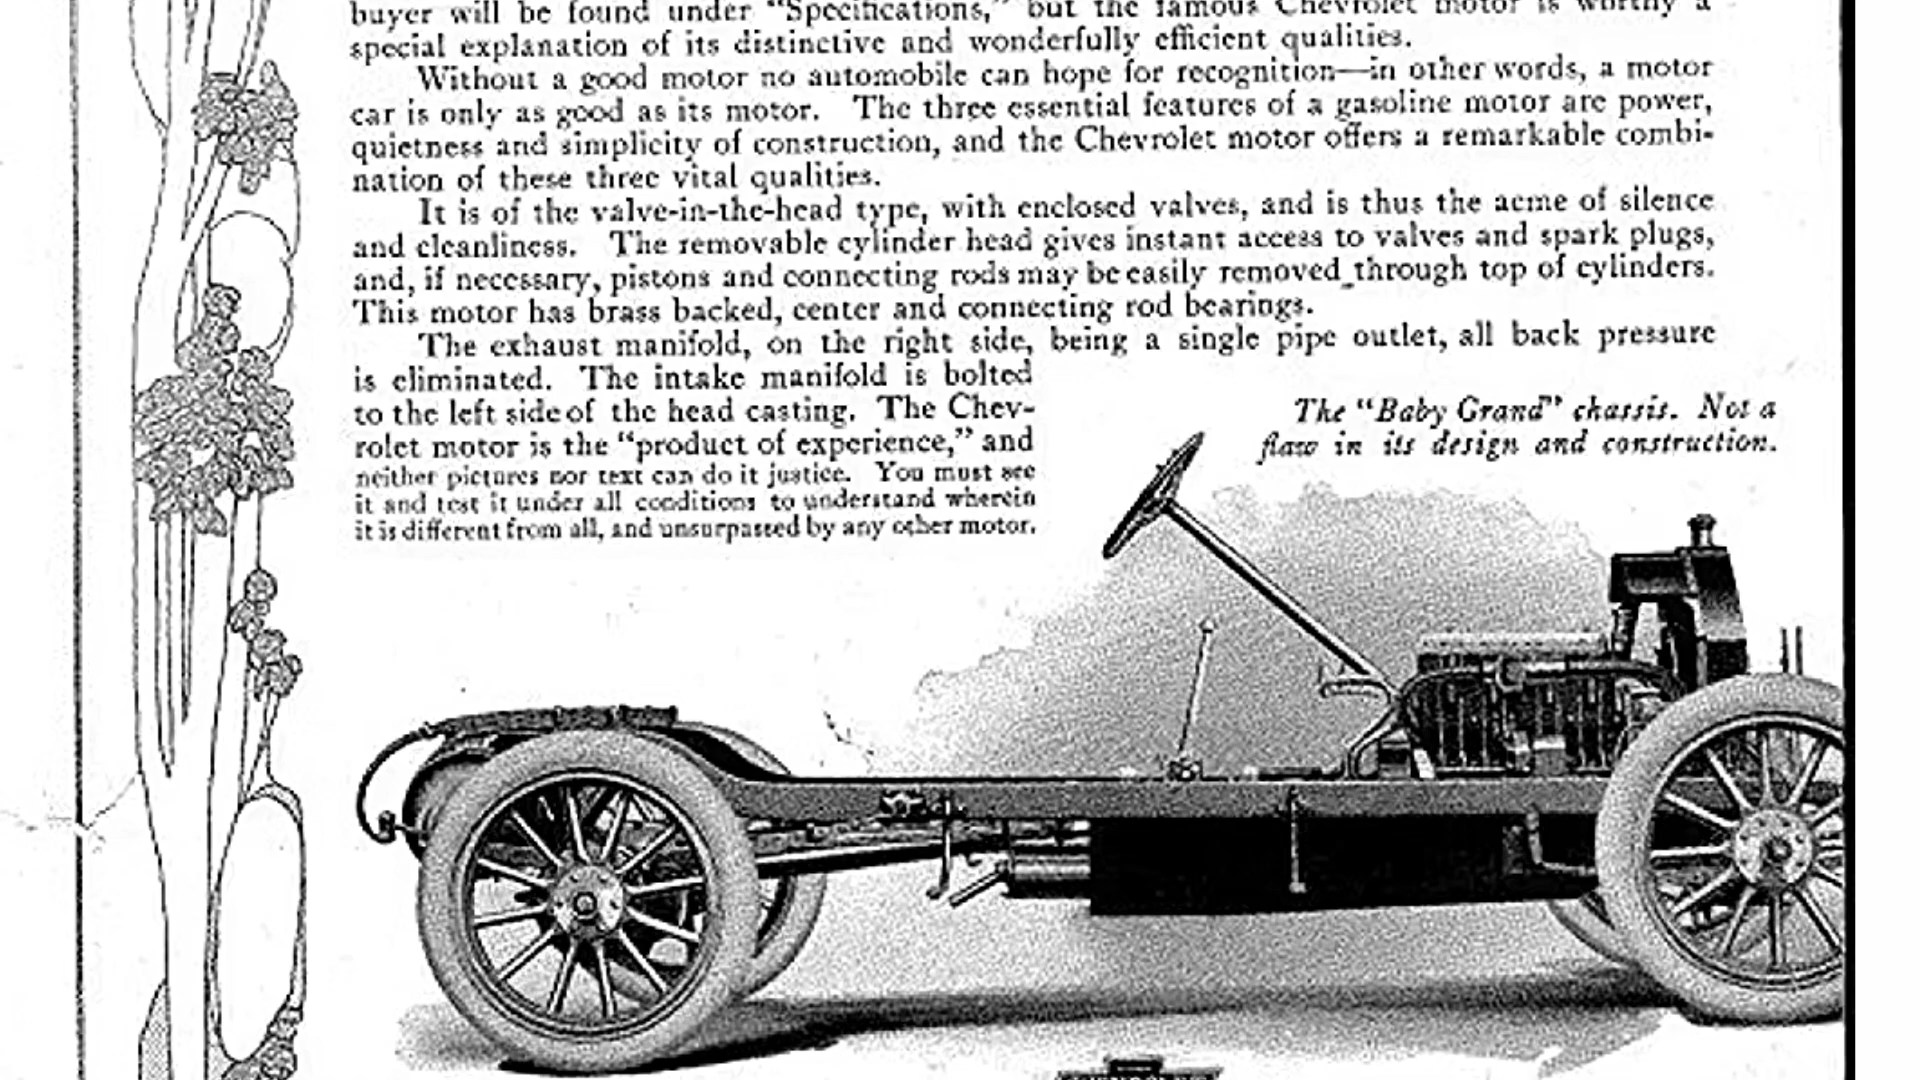 buyer will be found under "Specifications," but the famous Chevrolet motor is worthy a
special explanation of its distinctive and wonderfully efficient qualities.
Without a good motor no automobile can hope for recognition—in other words, a motor
car is only as good as its motor. The three essential features of a gasoline motor are power,
quietness and simplicity of construction, and the Chevrolet motor offers a remarkable combi-
nation of these three vital qualities.
It is of the valve-in-the-head type, with enclosed valves, and is thus the acme of silence
and cleanliness. The removable cylinder head gives instant access to valves and spark plugs,
and, if necessary, pistons and connecting rods may be easily removed through top of cylinders.
This motor has brass backed, center and connecting rod bearings.
The exhaust manifold, on the right side, being a single pipe outlet, all back pressure
is eliminated. The intake manifold is bolted
to the left side of the head casting. The Chev-
rolet motor is the "product of experience," and
neither pictures nor text can do it justice. You must see
it and test it under all conditions to understand wherein
it is different from all, and unsurpassed by any other motor.
The "Baby Grand" chassis. Not a
flaw in its design and construction.